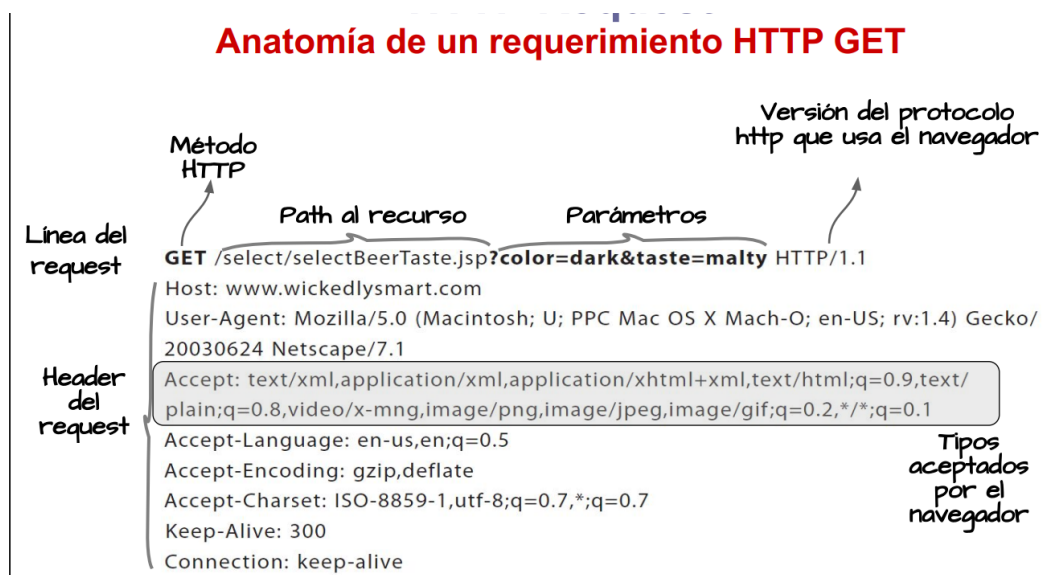 Anatomía de un requerimiento HTTP GET
Versión del protocolo
http que usa el navegador
Método
HTTP
Path al recurso
Parámetros
Línea del
request
GET /select/selectBeerTaste.jsp?color=dark&taste=malty HTTP/1.1
Host: www.wickedlysmart.com
User-Agent: Mozilla/5.0 (Macintosh; U; PPC Mac OS X Mach-O; en-US; rv:1.4) Gecko/
20030624 Netscape/7.1
Header
del
request
Accept: text/xml,application/xml,application/xhtml+xml,text/html;q=0.9,text/
plain;q=0.8,video/x-mng,image/png,image/jpeg,image/gif;q=0.2,*/*;q=0.1
Accept-Language: en-us,en;q=0.5
Accept-Encoding: gzip,deflate
Accept-Charset: ISO-8859-1,utf-8;q=0.7,*;q=0.7
Keep-Alive: 300
Connection: keep-alive
Tipos
aceptados
por el
navegador